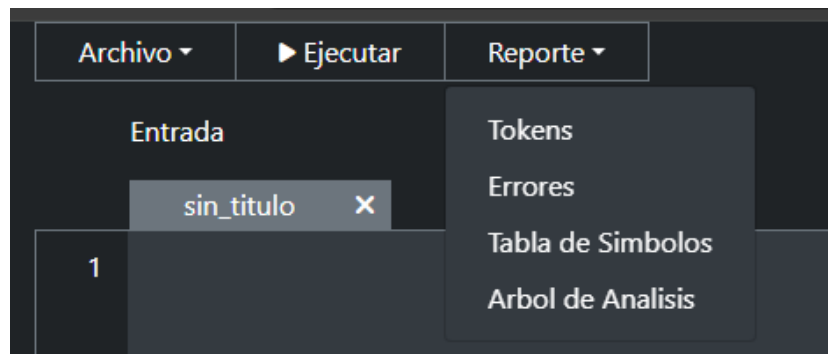 Archivo Ejecutar Reporte
Entrada
sin_titulo ×
1
Tokens
Errores
Tabla de Simbolos
Arbol de Analisis